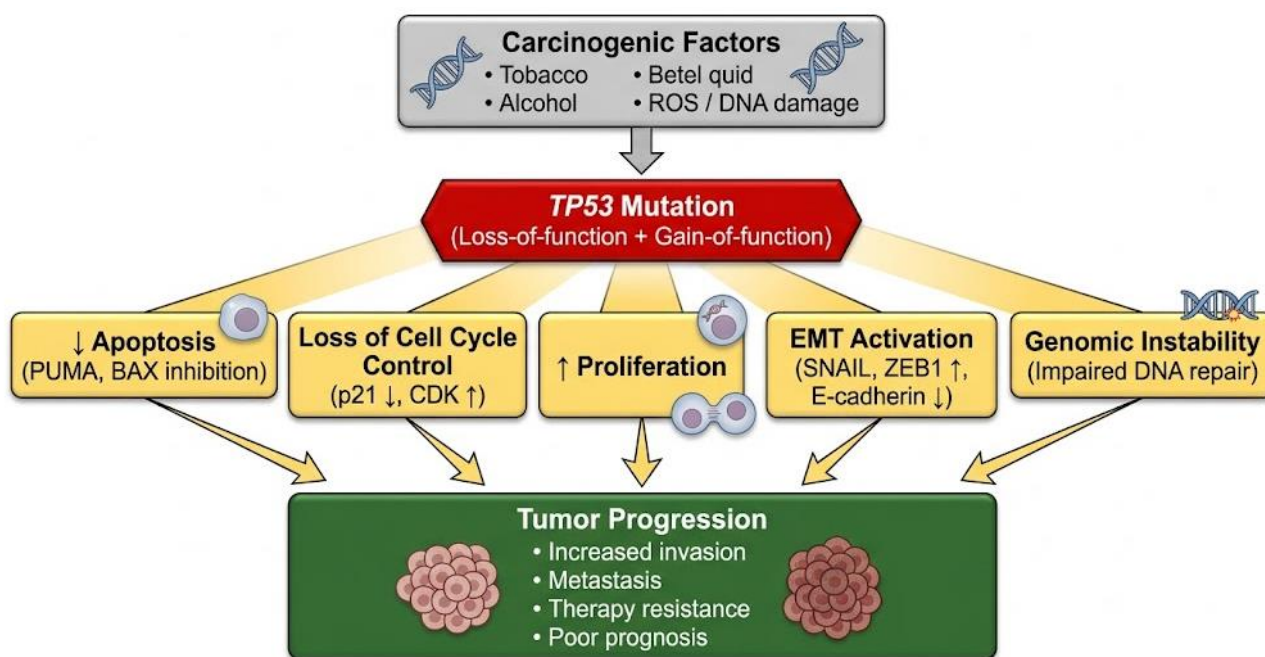 Carcinogenic Factors
• Tobacco • Betel quid
• Alcohol • ROS / DNA damage
TP53 Mutation
(Loss-of-function + Gain-of-function)
↓ Apoptosis
(PUMA, BAX inhibition)
Loss of Cell Cycle
Control
(p21 ↓, CDK ↑)
↑ Proliferation
EMT Activation
(SNAIL, ZEB1 ↑,
E-cadherin ↓)
Genomic Instability
(Impaired DNA repair)
Tumor Progression
• Increased invasion
• Metastasis
• Therapy resistance
• Poor prognosis